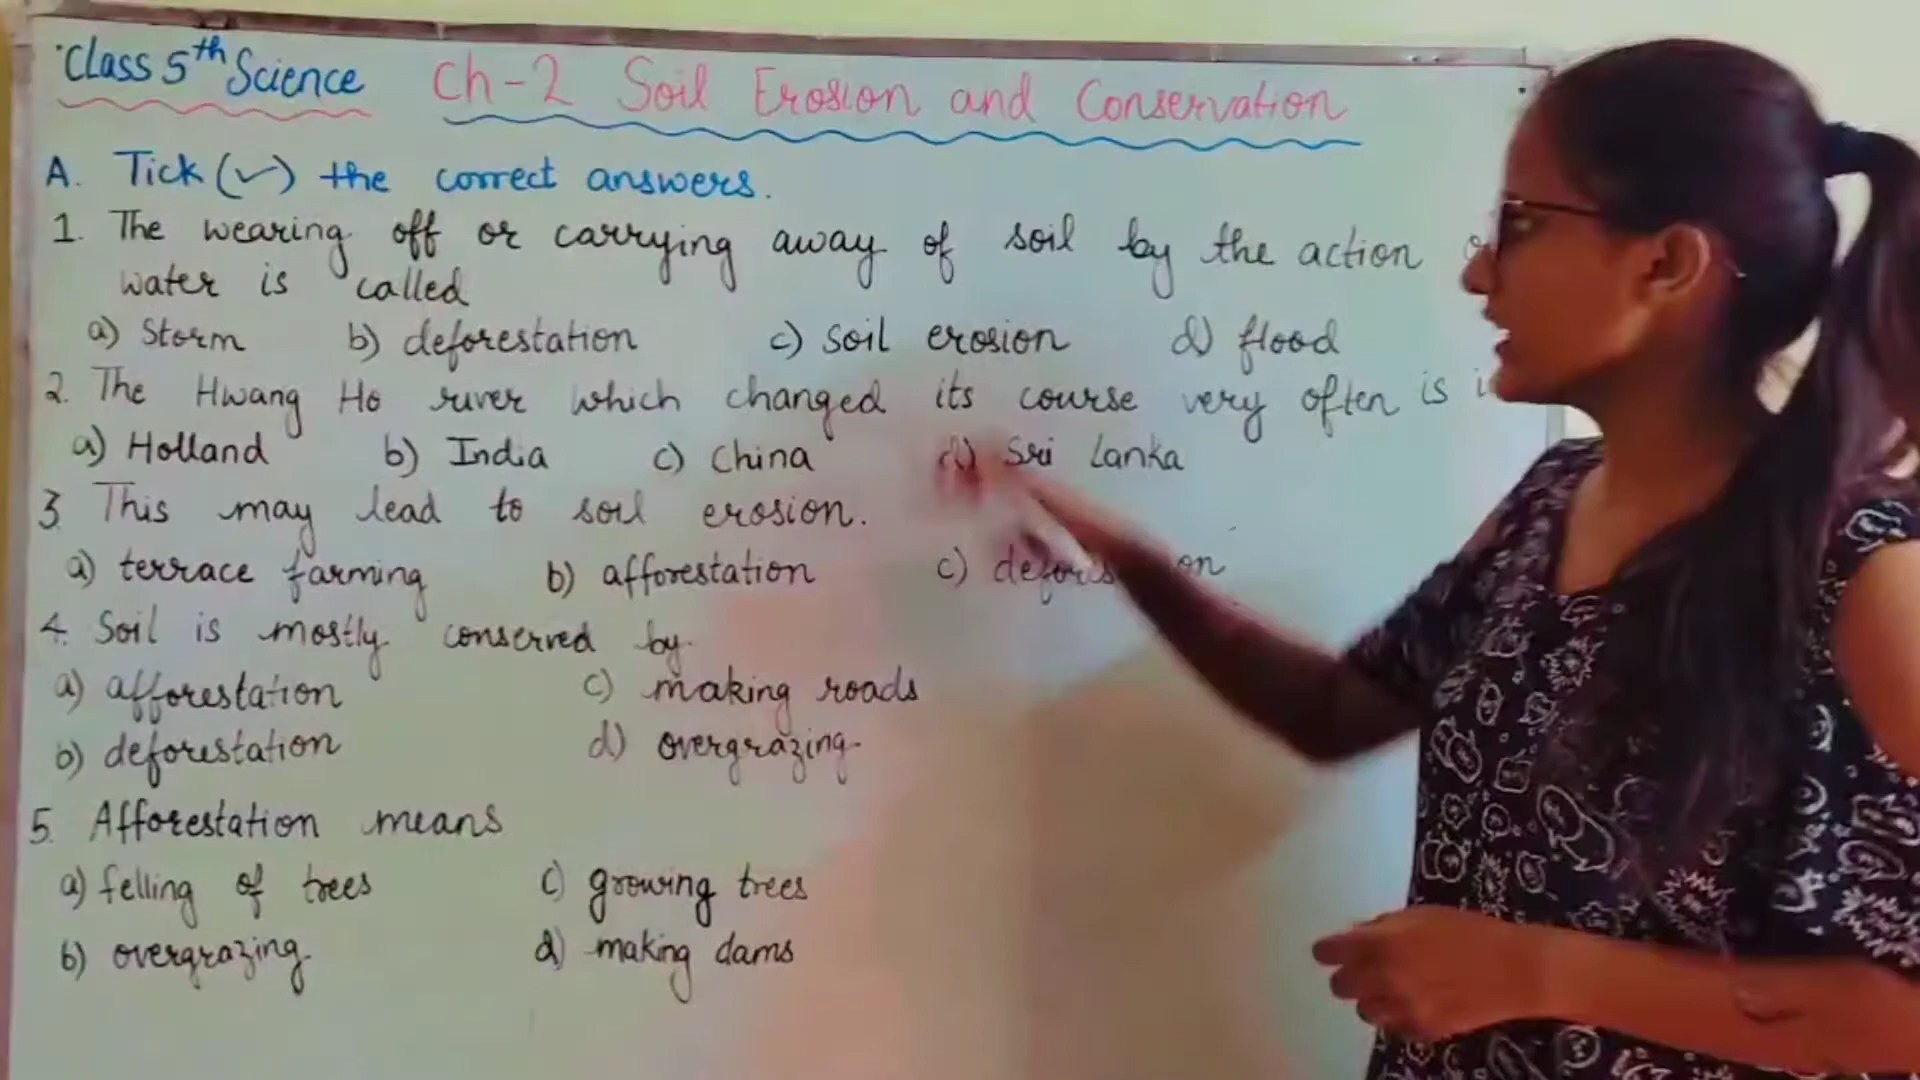 Class 5th Science Ch-2 Soil Erosion and Conservation
A. Tick (✓) the correct answers.
1. The wearing off or carrying away of soil by the action
water is called
a) Storm b) deforestation c) soil erosion d) flood
2. The Hwang Ho river which changed its course very often is
a) Holland b) India c) China d) Sri Lanka
3. This may lead to soil erosion.
a) terrace farming b) afforestation c)
4. Soil is mostly conserved by
a) afforestation c) making roads
b) deforestation d) overgrazing
5. Afforestation means
a) felling of trees c) growing trees
b) overgrazing d) making dams